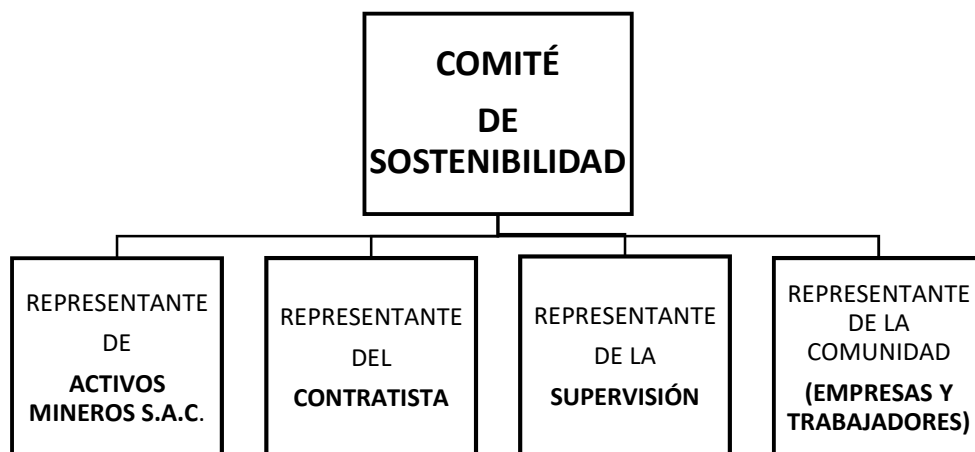 COMITÉ
DE
SOSTENIBILIDAD
REPRESENTANTE
DE
ACTIVOS
MINEROS S.A.C.
REPRESENTANTE
DEL
CONTRATISTA
REPRESENTANTE
DE LA
SUPERVISIÓN
REPRESENTANTE
DE LA
COMUNIDAD
(EMPRESAS Y
TRABAJADORES)